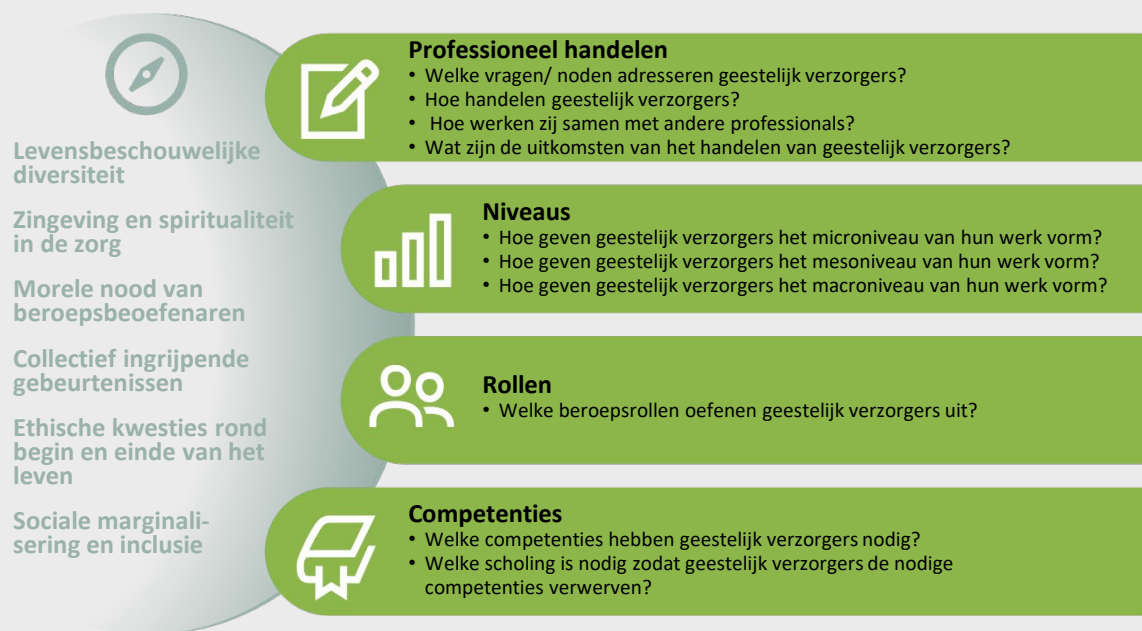 Levensbeschouwelijke
diversiteit
Zingeving en spiritualiteit
in de zorg
Morele nood van
beroepsbeoefenaren
Collectief ingrijpende
gebeurtenissen
Ethische kwesties rond
begin en einde van het
leven
Sociale marginali-
sering en inclusie
Professioneel handelen
• Welke vragen/ noden adresseren geestelijk verzorgers?
• Hoe handelen geestelijk verzorgers?
• Hoe werken zij samen met andere professionals?
• Wat zijn de uitkomsten van het handelen van geestelijk verzorgers?
Niveaus
• Hoe geven geestelijk verzorgers het microniveau van hun werk vorm?
• Hoe geven geestelijk verzorgers het mesoniveau van hun werk vorm?
• Hoe geven geestelijk verzorgers het macroniveau van hun werk vorm?
Rollen
• Welke beroepsrollen oefenen geestelijk verzorgers uit?
Competenties
• Welke competenties hebben geestelijk verzorgers nodig?
• Welke scholing is nodig zodat geestelijk verzorgers de nodige
competenties verwerven?